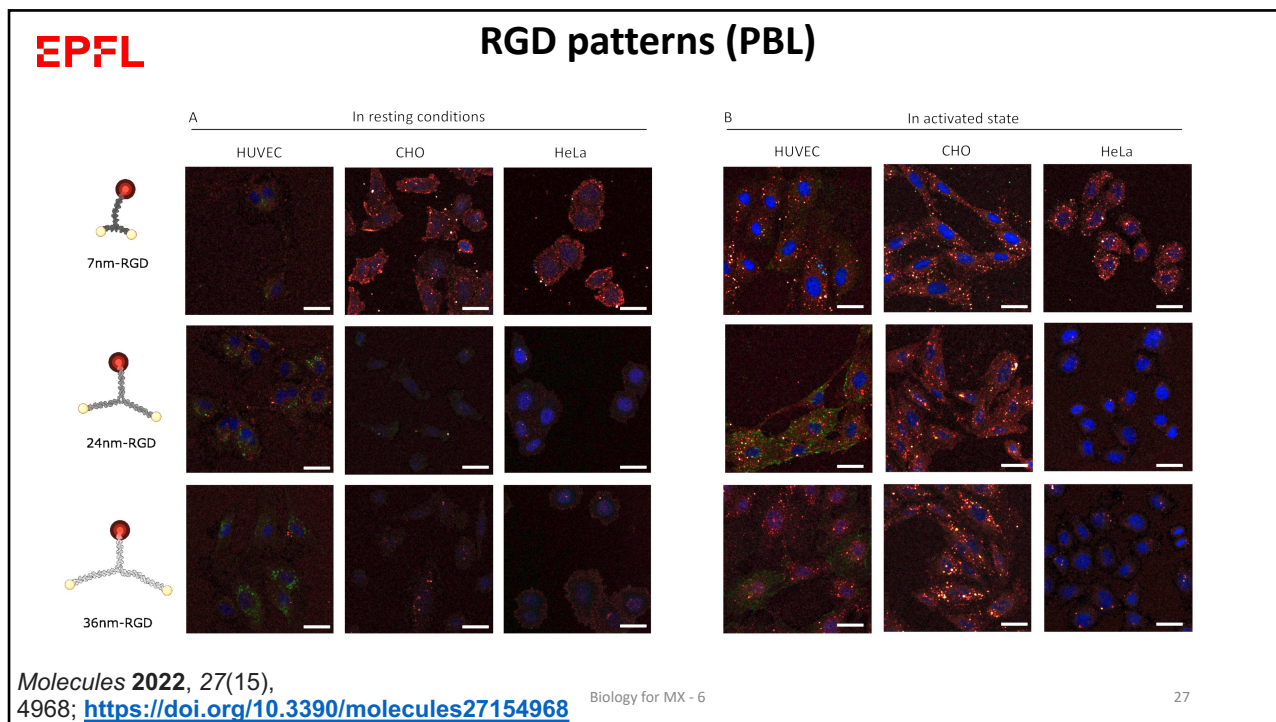 EPFL
RGD patterns (PBL)
A
In resting conditions
B
In activated state
HUVEC
CHO
HeLa
HUVEC
CHO
HeLa
7nm-RGD
24nm-RGD
36nm-RGD
Molecules 2022, 27(15),
4968; https://doi.org/10.3390/molecules27154968
Biology for MX - 6
27